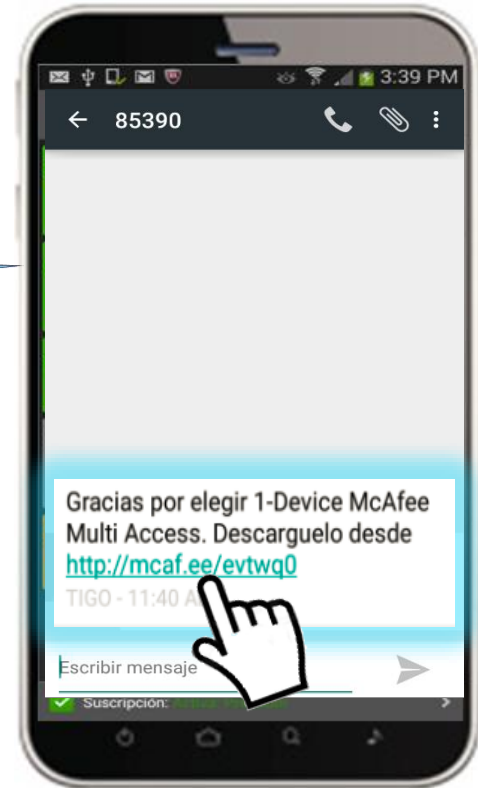 3:39 PM
85390
Gracias por elegir 1-Device McAfee
Multi Access. Descarguelo desde
http://mcaf.ee/evtwq0
TIGO - 11:40 A
Escribir mensaje
Suscripción: